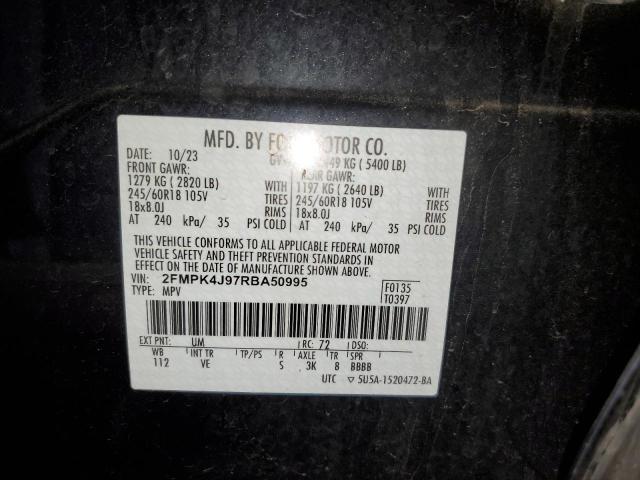 MFD. BY FORD MOTOR CO.
DATE: 10/23 49 KG ( 5400 LB)
FRONT GAWR: REAR GAWR:
1279 KG ( 2820 LB) 1197 KG ( 2640 LB)
245/60R18 105V TIRES 245/60R18 105V TIRES
18x8.0J RIMS 18x8.0J RIMS
AT 240 kPa/ 35 PSI COLD AT 240 kPa/ 35 PSI COLD
THIS VEHICLE CONFORMS TO ALL APPLICABLE FEDERAL MOTOR
VEHICLE SAFETY AND THEFT PREVENTION STANDARDS IN
EFFECT ON THE DATE OF MANUFACTURE SHOWN ABOVE.
VIN: 2FMPK4J97RBA50995 F0135
TYPE: MPV T0397
EXT PNT: UM RC: 72
WB INT TR TP/PS R AXLE TR SPR
112 VE S 3K 8 BBBB
UTC ▽ 5U5A-1520472-BA